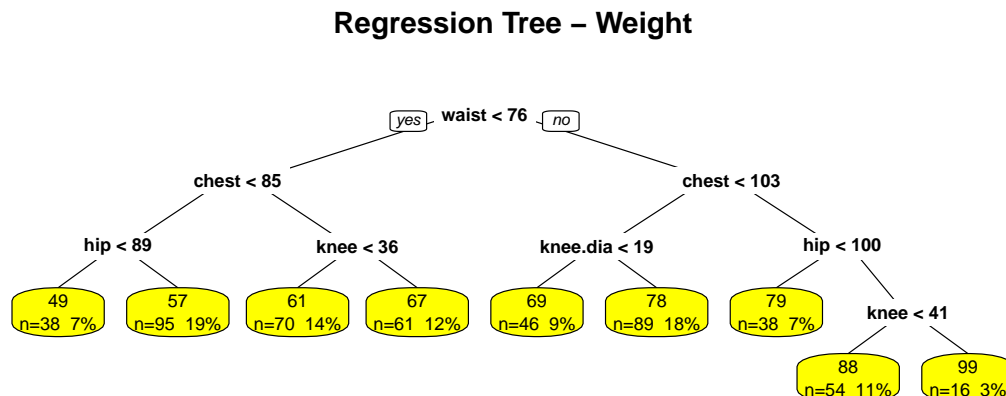 Regression Tree – Weight
yes
waist < 76
no
chest < 85
chest < 103
hip < 89
knee < 36
knee.dia < 19
hip < 100
49
n=38 7%
57
n=95 19%
61
n=70 14%
67
n=61 12%
69
n=46 9%
78
n=89 18%
79
n=38 7%
knee < 41
88
n=54 11%
99
n=16 3%